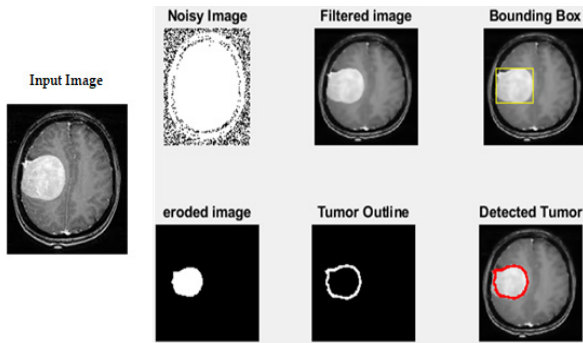 Input Image
Noisy Image
Filtered image
Bounding Box
eroded image
Tumor Outline
Detected Tumor